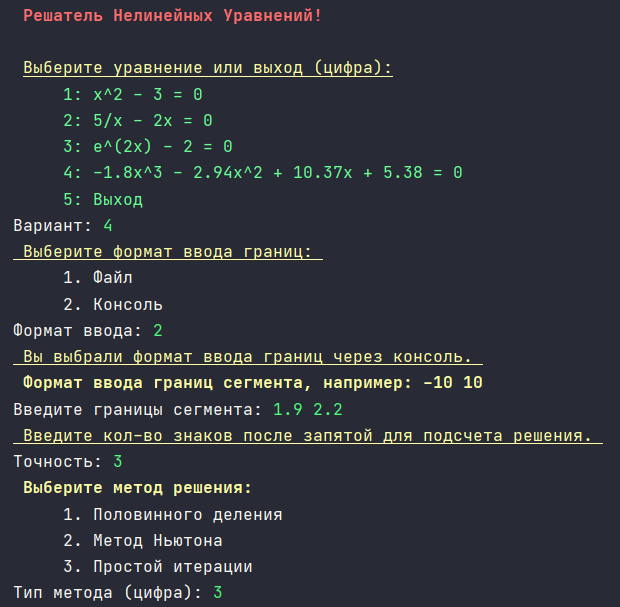 Решатель Нелинейных Уравнений!
Выберите уравнение или выход (цифра):
1: x^2 - 3 = 0
2: 5/x - 2x = 0
3: e^(2x) - 2 = 0
4: -1.8x^3 - 2.94x^2 + 10.37x + 5.38 = 0
5: Выход
Вариант: 4
Выберите формат ввода границ:
1. Файл
2. Консоль
Формат ввода: 2
Вы выбрали формат ввода границ через консоль.
Формат ввода границ сегмента, например: -10 10
Введите границы сегмента: 1.9 2.2
Введите кол-во знаков после запятой для подсчета решения.
Точность: 3
Выберите метод решения:
1. Половинного деления
2. Метод Ньютона
3. Простой итерации
Тип метода (цифра): 3